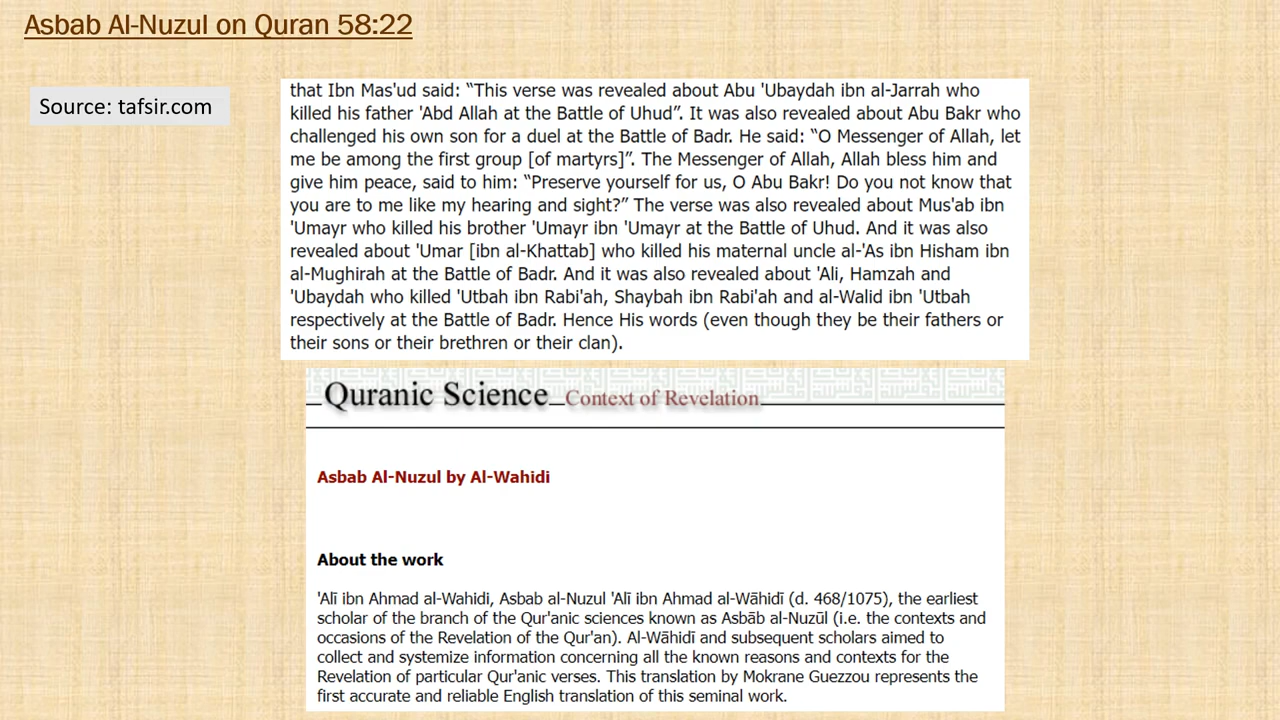 Asbab Al-Nuzul on Quran 58:22
Source: tafsir.com
that Ibn Mas'ud said: “This verse was revealed about Abu 'Ubaydah ibn al-Jarrah who
killed his father 'Abd Allah at the Battle of Uhud”. It was also revealed about Abu Bakr who
challenged his own son for a duel at the Battle of Badr. He said: “O Messenger of Allah, let
me be among the first group [of martyrs]”. The Messenger of Allah, Allah bless him and
give him peace, said to him: “Preserve yourself for us, O Abu Bakr! Do you not know that
you are to me like my hearing and sight?” The verse was also revealed about Mus'ab ibn
'Umayr who killed his brother 'Umayr ibn 'Umayr at the Battle of Uhud. And it was also
revealed about 'Umar [ibn al-Khattab] who killed his maternal uncle al-'As ibn Hisham ibn
al-Mughirah at the Battle of Badr. And it was also revealed about 'Ali, Hamzah and
'Ubaydah who killed 'Utbah ibn Rabi'ah, Shaybah ibn Rabi'ah and al-Walid ibn 'Utbah
respectively at the Battle of Badr. Hence His words (even though they be their fathers or
their sons or their brethren or their clan).
Quranic Science Context of Revelation
Asbab Al-Nuzul by Al-Wahidi
About the work
'Alī ibn Ahmad al-Wahidi, Asbab al-Nuzul 'Alī ibn Ahmad al-Wāhidī (d. 468/1075), the earliest
scholar of the branch of the Qur'anic sciences known as Asbāb al-Nuzūl (i.e. the contexts and
occasions of the Revelation of the Qur'an). Al-Wāhidī and subsequent scholars aimed to
collect and systemize information concerning all the known reasons and contexts for the
Revelation of particular Qur'anic verses. This translation by Mokrane Guezzou represents the
first accurate and reliable English translation of this seminal work.